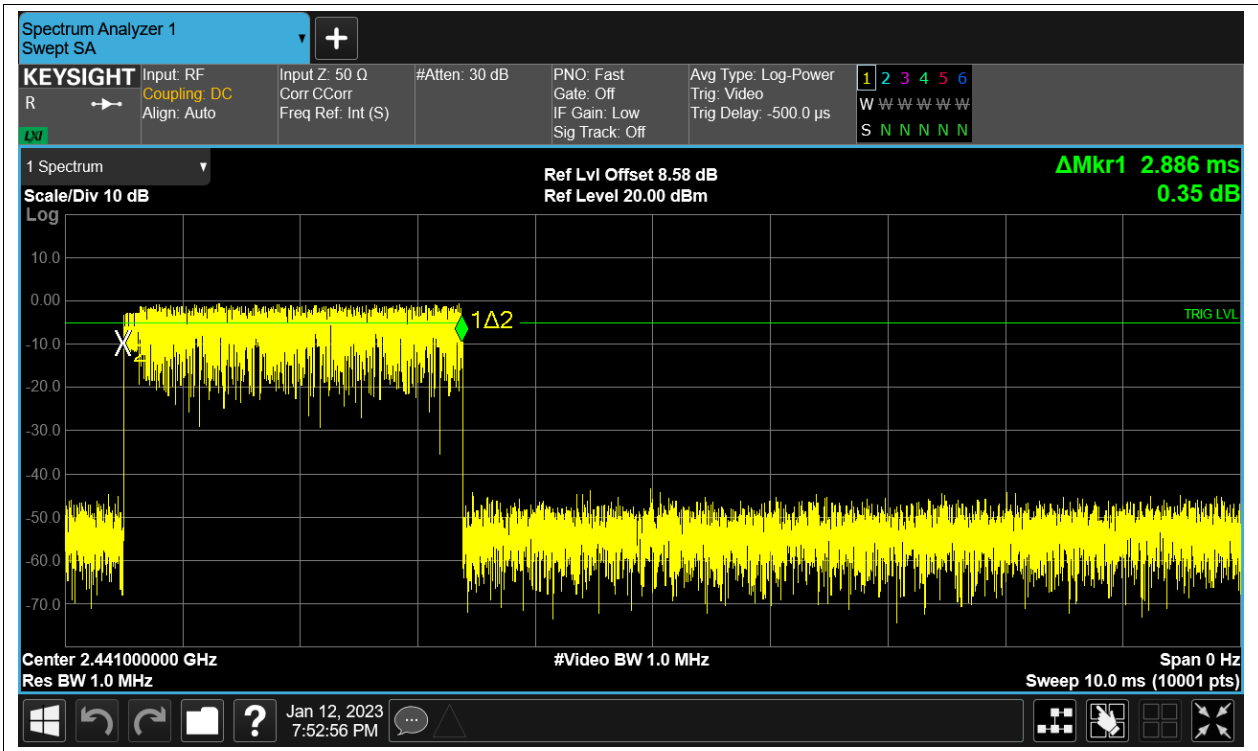 Spectrum Analyzer 1
Swept SA
KEYSIGHT
R
LXI
Input: RF
Coupling: DC
Align: Auto
Input Z: 50 Ω
Corr CCorr
Freq Ref: Int (S)
#Atten: 30 dB
PNO: Fast
Gate: Off
IF Gain: Low
Sig Track: Off
Avg Type: Log-Power
Trig: Video
Trig Delay: -500.0 µs
1 2 3 4 5 6
W W W W W W
S N N N N N
1 Spectrum
Scale/Div 10 dB
Ref Lvl Offset 8.58 dB
Ref Level 20.00 dBm
ΔMkr1 2.886 ms
0.35 dB
Log
10.0
0.00
-10.0
-20.0
-30.0
-40.0
-50.0
-60.0
-70.0
1Δ2
TRIG LVL
X2
Center 2.441000000 GHz
Res BW 1.0 MHz
#Video BW 1.0 MHz
Span 0 Hz
Sweep 10.0 ms (10001 pts)
?
Jan 12, 2023
7:52:56 PM